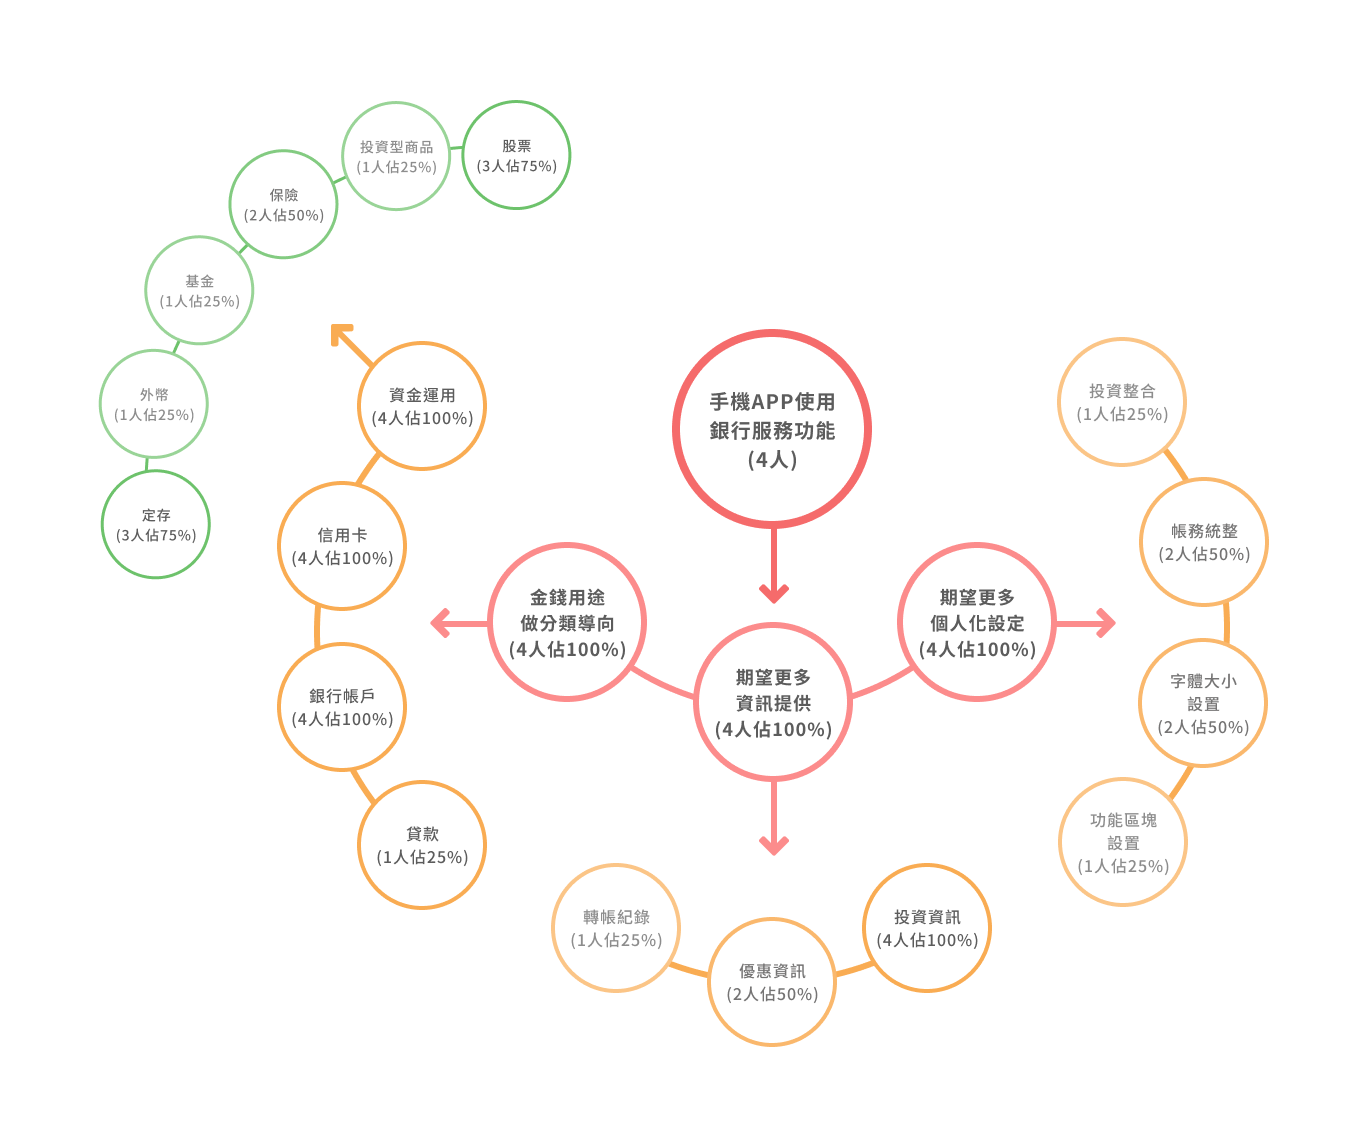 投資型商品
(1人佔25%)
股票
(3人佔75%)
保險
(2人佔50%)
基金
(1人佔25%)
外幣
(1人佔25%)
定存
(3人佔75%)
資金運用
(4人佔100%)
信用卡
(4人佔100%)
銀行帳戶
(4人佔100%)
貸款
(1人佔25%)
手機APP使用
銀行服務功能
(4人)
金錢用途
做分類導向
(4人佔100%)
期望更多
資訊提供
(4人佔100%)
期望更多
個人化設定
(4人佔100%)
轉帳紀錄
(1人佔25%)
優惠資訊
(2人佔50%)
投資資訊
(4人佔100%)
投資整合
(1人佔25%)
帳務統整
(2人佔50%)
字體大小
設置
(2人佔50%)
功能區塊
設置
(1人佔25%)